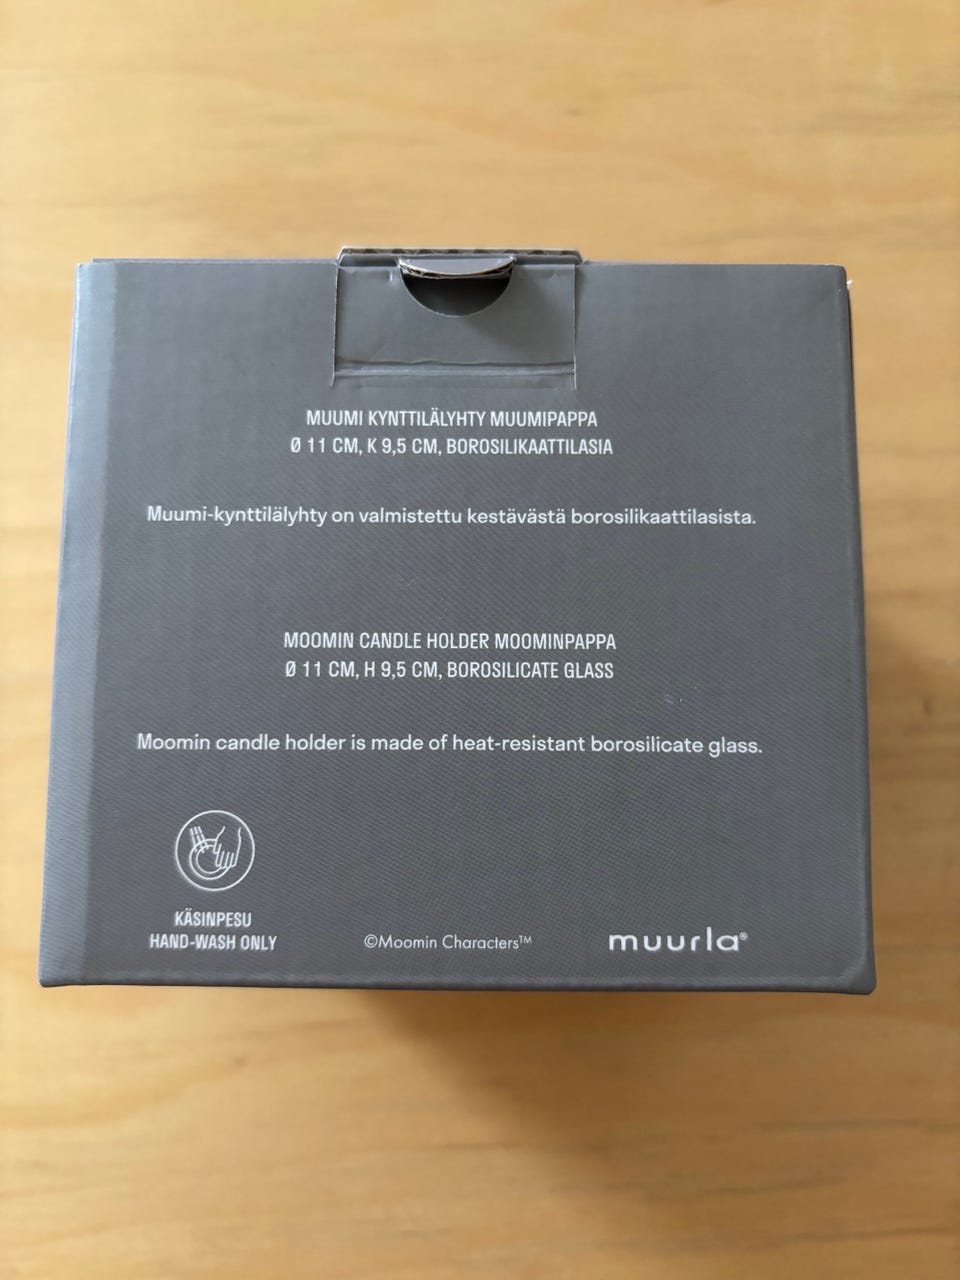 MUUMI KYNTTILÄLYHTY MUUMIPAPPA
Ø 11 CM, K 9,5 CM, BOROSILIKAATTILASIA
Muumi-kynttilälyhty on valmistettu kestävästä borosilikaattilasista.
MOOMIN CANDLE HOLDER MOOMINPAPPA
Ø 11 CM, H 9,5 CM, BOROSILICATE GLASS
Moomin candle holder is made of heat-resistant borosilicate glass.
KÄSINPESU
HAND-WASH ONLY
©Moomin Characters™
muurla®